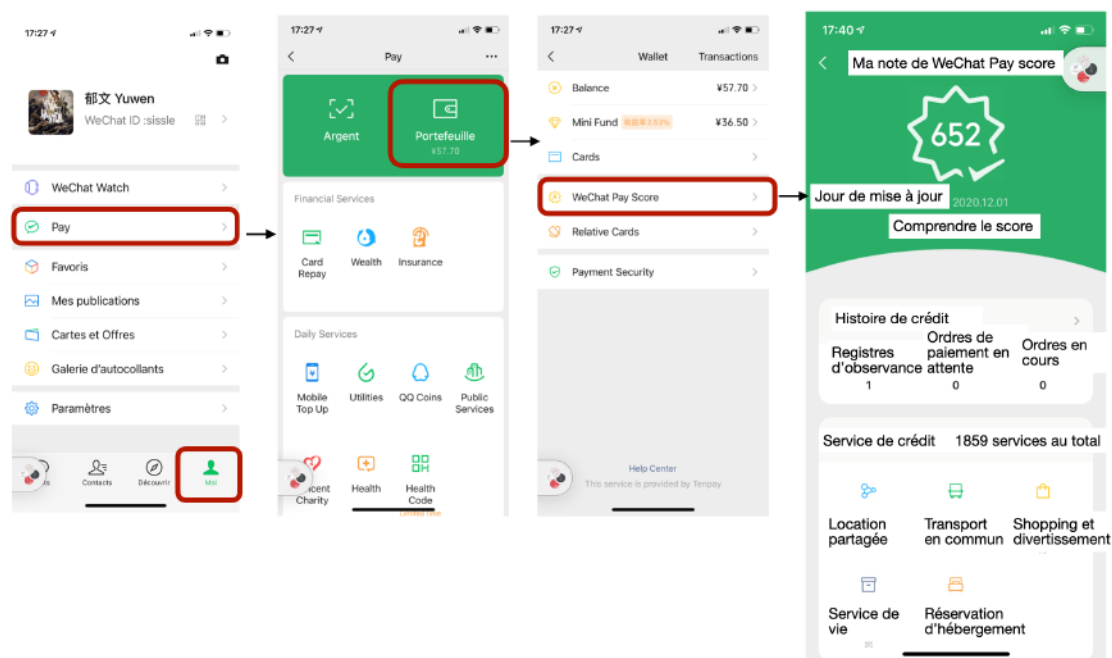 17:27
郁文 Yuwen
WeChat ID :sissle
WeChat Watch
Pay
Favoris
Mes publications
Cartes et Offres
Galerie d'autocollants
Paramètres
Contacts
Découvrir
Moi
17:27
Pay
Argent
Portefeuille
¥57.70
Financial Services
Card
Repay
Wealth
Insurance
Daily Services
Mobile
Top Up
Utilities
QQ Coins
Public
Services
Charity
Health
Health
Code
Limited Time
17:27
Wallet
Transactions
Balance
¥57.70
Mini Fund
¥36.50
Cards
WeChat Pay Score
Relative Cards
Payment Security
Help Center
This service is provided by Tenpay
17:40
Ma note de WeChat Pay score
652
Jour de mise à jour
2020.12.01
Comprendre le score
Histoire de crédit
Registres
d'observance
1
Ordres de
paiement en
attente
0
Ordres en
cours
0
Service de crédit
1859 services au total
Location
partagée
Transport
en commun
Shopping et
divertissement
Service de
vie
Réservation
d'hébergement